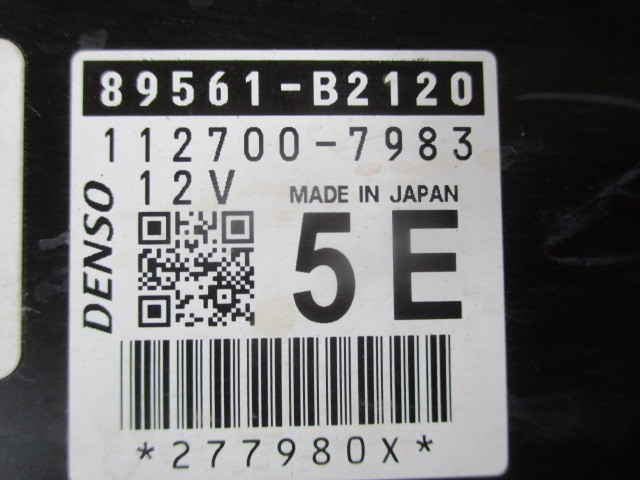 89561-B2120
112700-7983
12V MADE IN JAPAN
DENSO
5E
*277980X*